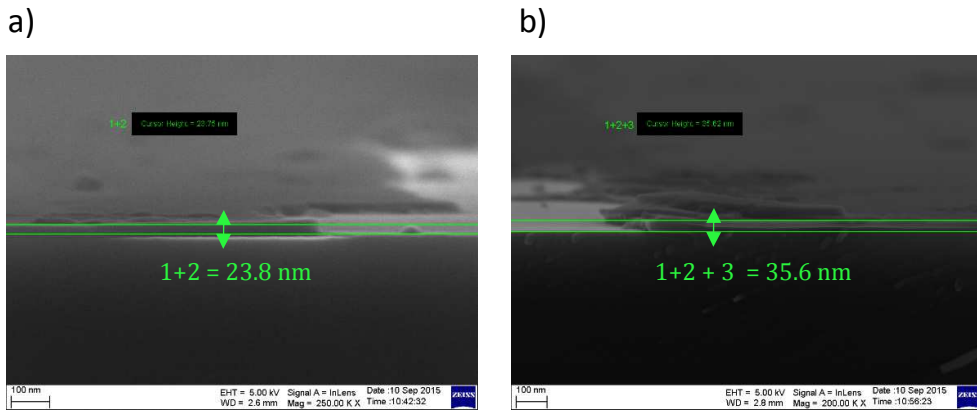 a)
1+2
Cursor Height = 23.75 nm
1+2 = 23.8 nm
100 nm
EHT = 5.00 kV Signal A = InLens Date :10 Sep 2015
WD = 2.6 mm Mag = 250.00 K X Time :10:42:32
ZEISS
b)
1+2+3
Cursor Height = 35.62 nm
1+2 + 3 = 35.6 nm
100 nm
EHT = 5.00 kV Signal A = InLens Date :10 Sep 2015
WD = 2.8 mm Mag = 200.00 K X Time :10:56:23
ZEISS